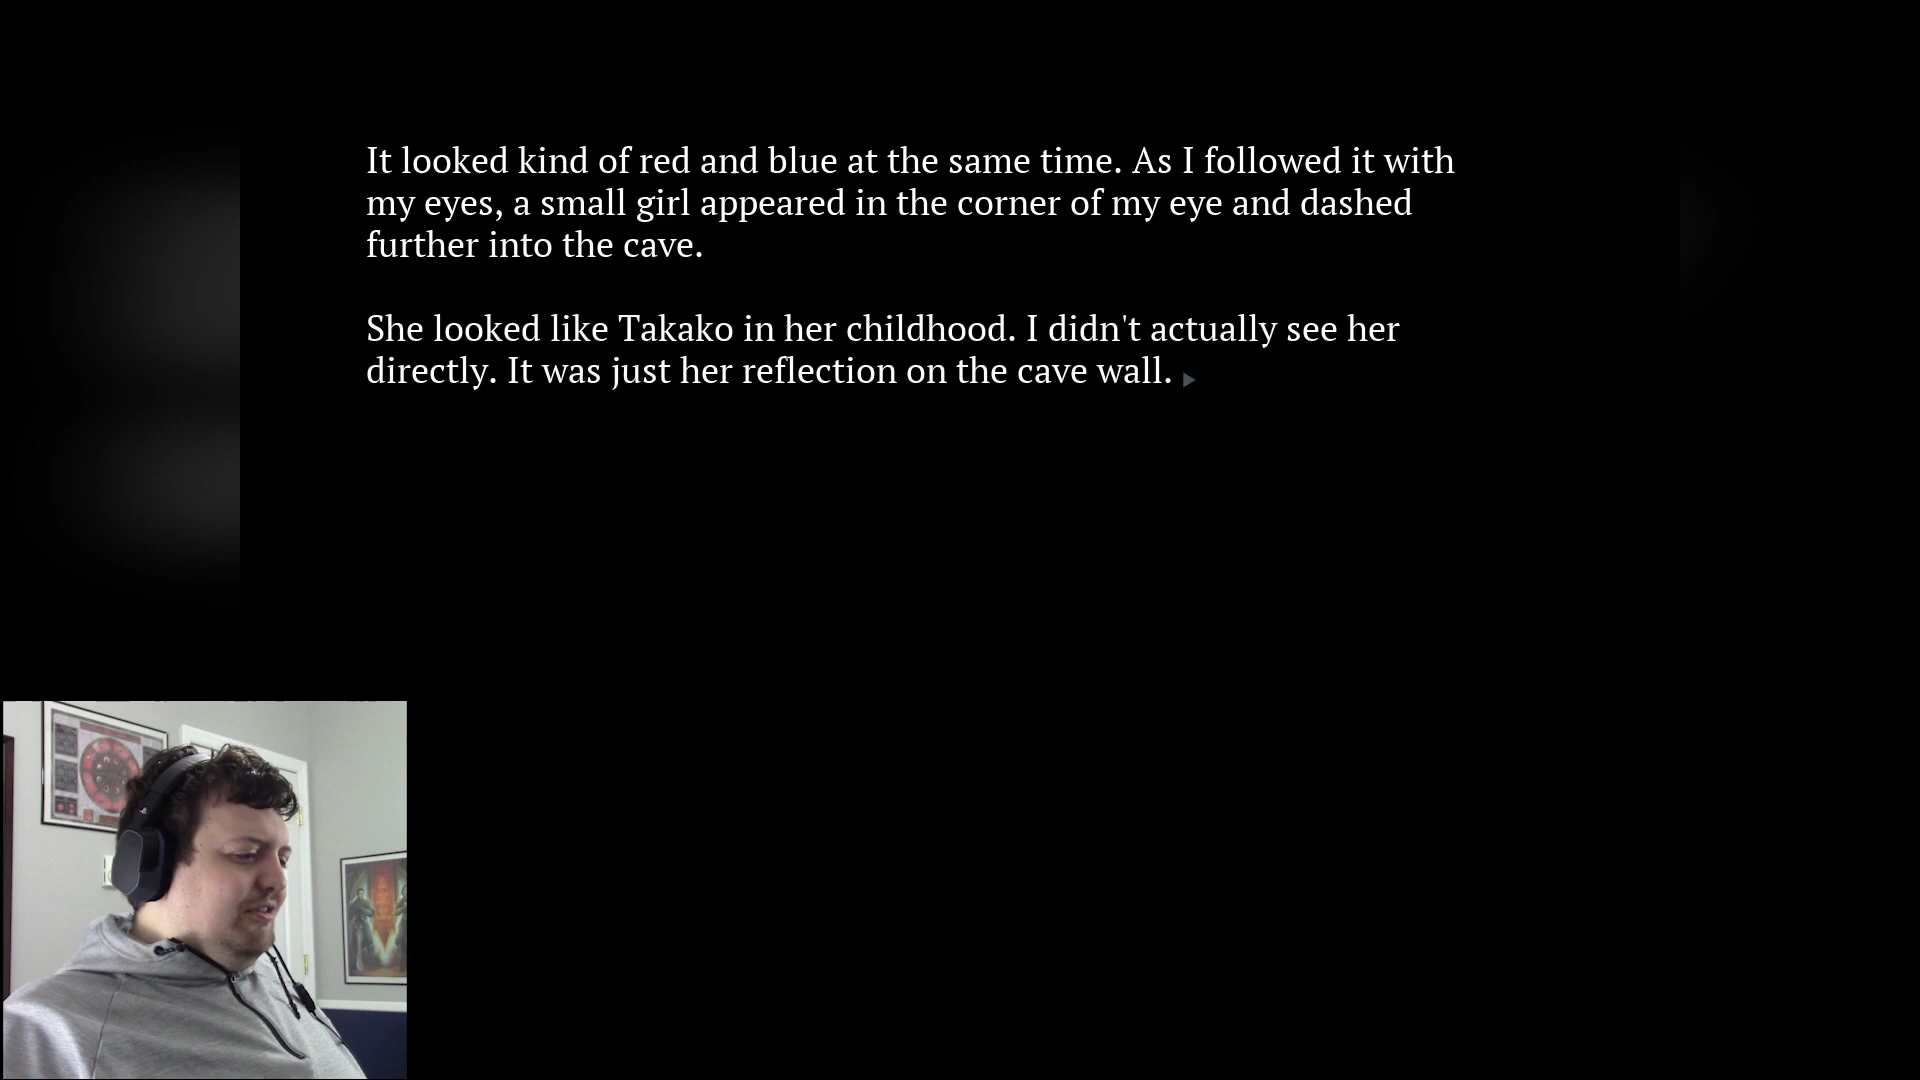 It looked kind of red and blue at the same time. As I followed it with
my eyes, a small girl appeared in the corner of my eye and dashed
further into the cave.
She looked like Takako in her childhood. I didn't actually see her
directly. It was just her reflection on the cave wall.